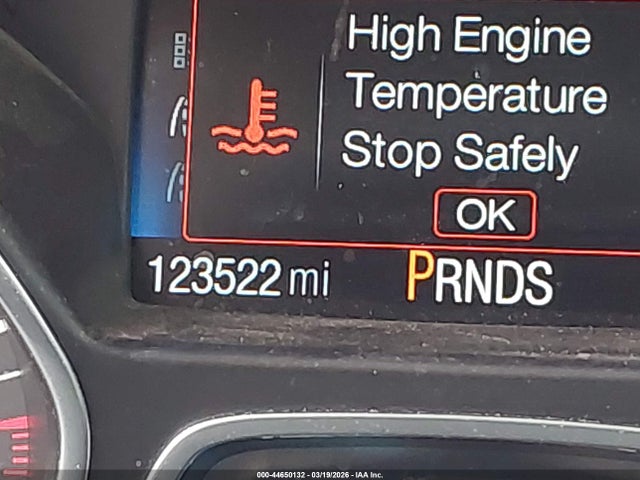 High Engine
Temperature
Stop Safely
OK
123522 mi PRNDS
000-44650132 - 03/19/2026 - IAA Inc.